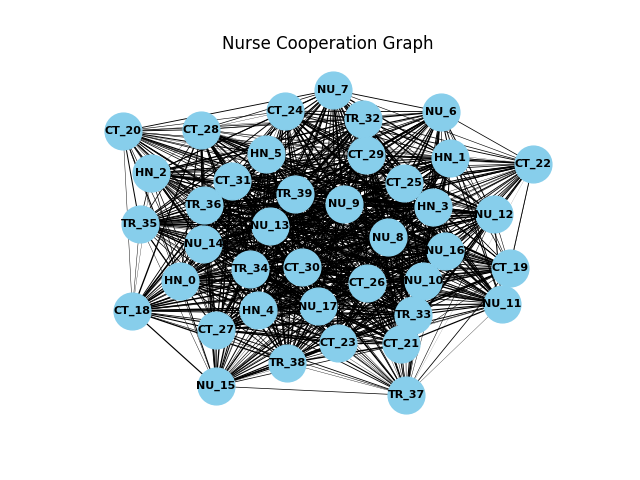 Nurse Cooperation Graph
NU_7
CT_24
NU_6
TR_32
CT_20
CT_28
HN_5
CT_29
HN_1
CT_22
HN_2
CT_31
CT_25
TR_39
TR_36
NU_9
HN_3
NU_12
TR_35
NU_13
NU_8
NU_14
NU_16
TR_34
CT_30
CT_19
HN_0
CT_26
NU_10
NU_11
CT_18
HN_4
NU_17
TR_33
CT_27
CT_23
CT_21
TR_38
NU_15
TR_37